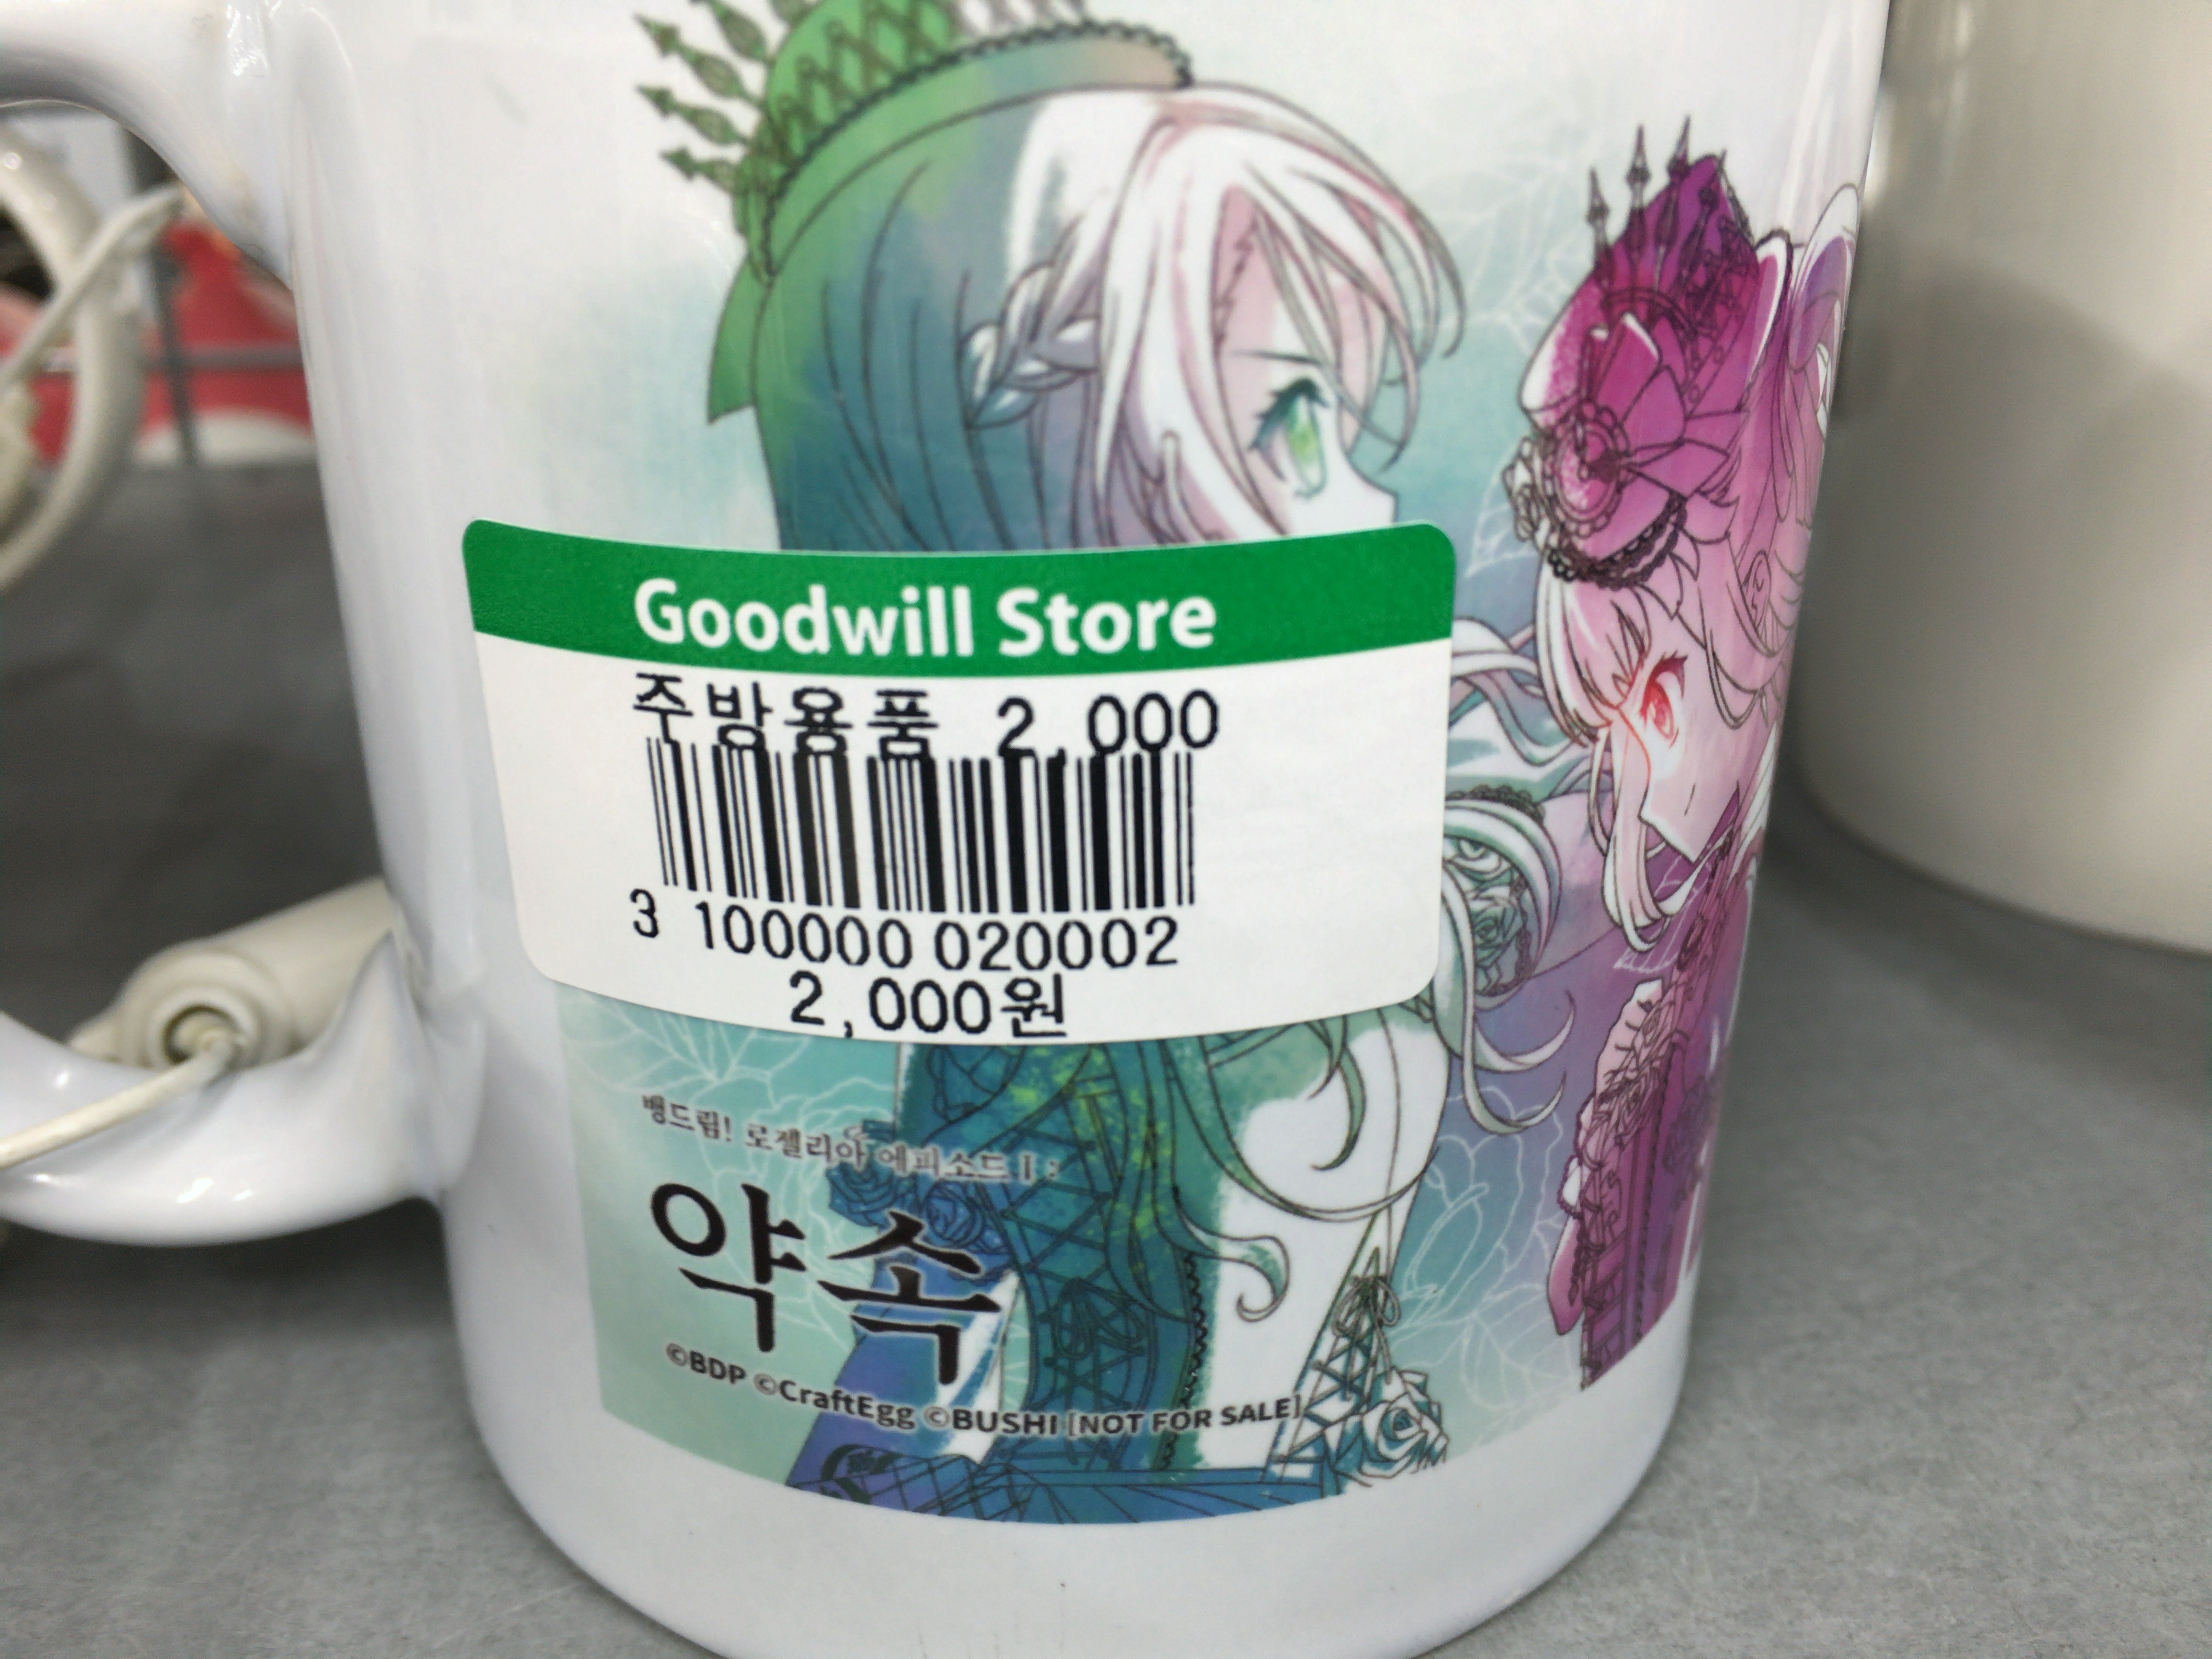 Goodwill Store
주방용품 2,000
3 100000 020002
2,000원
뱅드림! 로젤리아 에피소드 I :
약속
©BDP ©CraftEgg ©BUSHI [NOT FOR SALE]